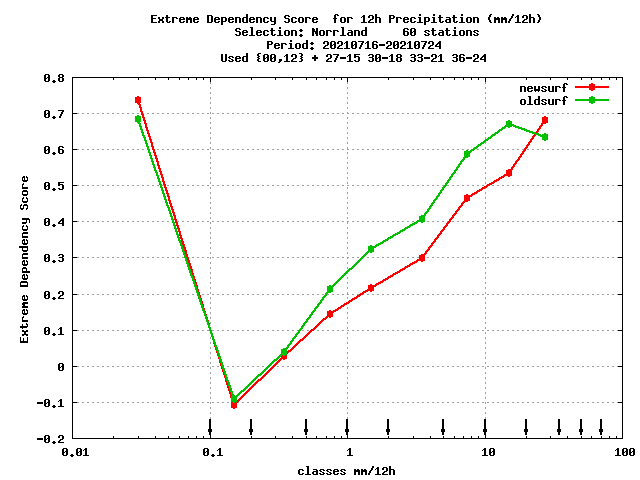 Extreme Dependency Score  for 12h Precipitation (mm/12h)
Selection: Norrland     60 stations
Period: 20210716-20210724
Used {00,12} + 27-15 30-18 33-21 36-24
newsurf
oldsurf
0.8
0.7
0.6
0.5
0.4
0.3
0.2
0.1
0
-0.1
-0.2
Extreme Dependency Score
0.01
0.1
1
10
100
classes mm/12h